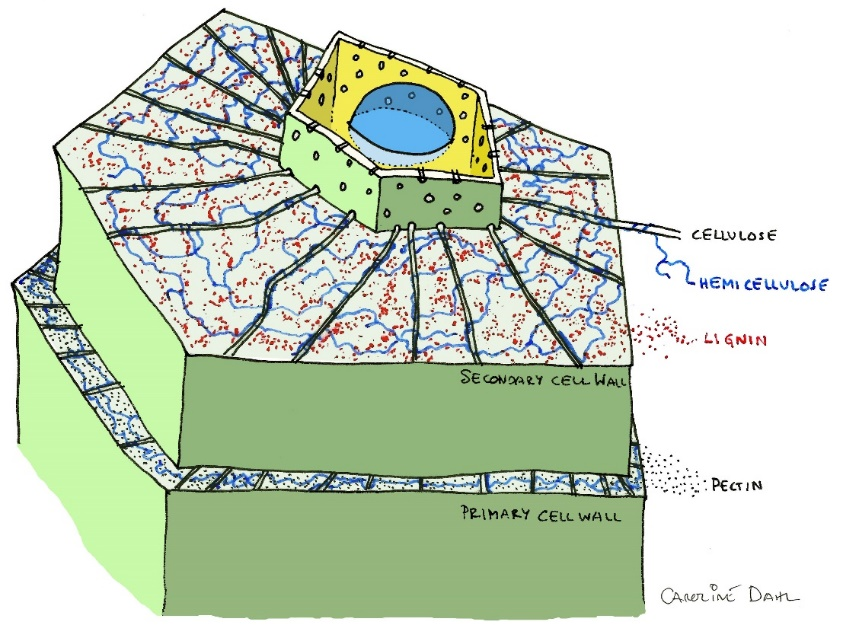 CELLULOSE
HEMICELLULOSE
LIGNIN
SECONDARY CELL WALL
PECTIN
PRIMARY CELL WALL
CAROLINE DAHL